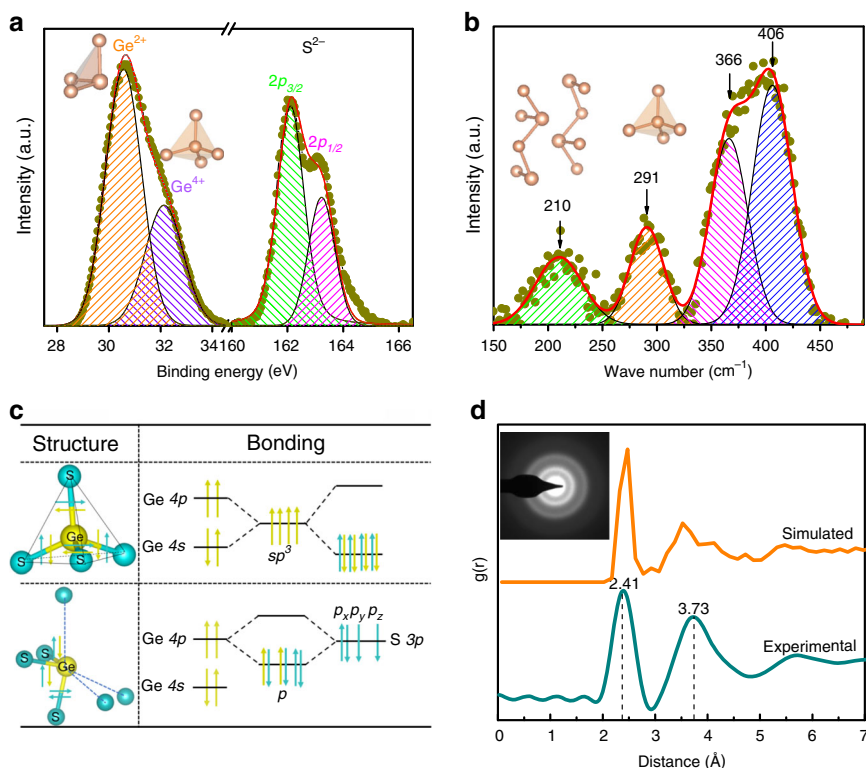 a
Ge²⁺
S²⁻
2p₃/₂
2p₁/₂
Ge⁴⁺
Intensity (a.u.)
28 30 32 34 160 162 164 166
Binding energy (eV)
b
406
366
291
210
Intensity (a.u.)
150 200 250 300 350 400 450
Wave number (cm⁻¹)
c
Structure Bonding
S
Ge
S S S
Ge 4p
Ge 4s
sp³
S
S
Ge
S
Ge 4p
Ge 4s
p
pₓ pᵧ p_z
S 3p
d
g(r)
Simulated
2.41
3.73
Experimental
0 1 2 3 4 5 6 7
Distance (Å)